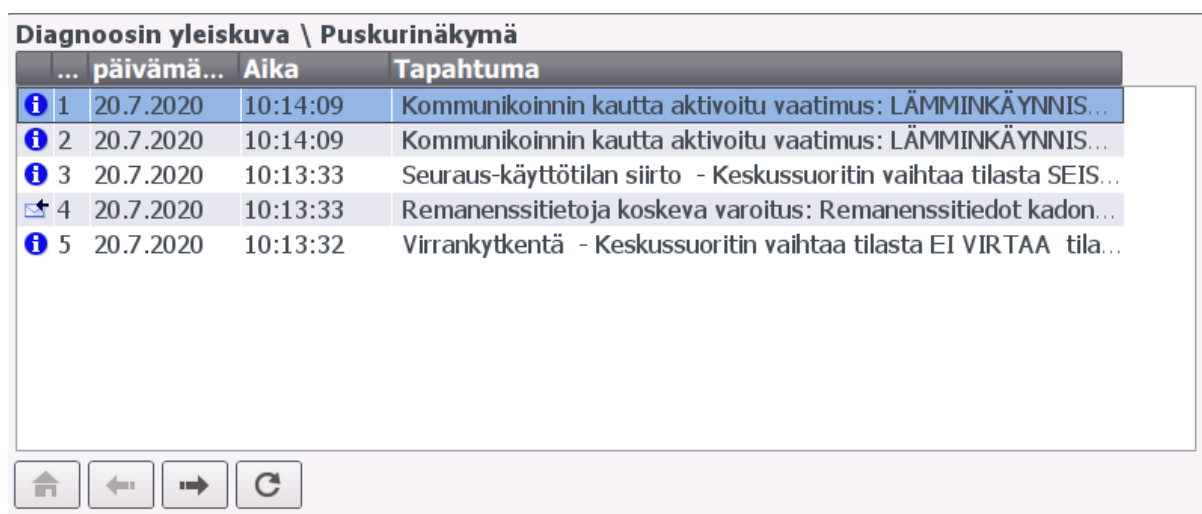 Diagnoosin yleiskuva \ Puskurinäkymä
... päivämä... Aika Tapahtuma
1 20.7.2020 10:14:09 Kommunikoinnin kautta aktivoitu vaatimus: LÄMMINKÄYNNIS...
2 20.7.2020 10:14:09 Kommunikoinnin kautta aktivoitu vaatimus: LÄMMINKÄYNNIS...
3 20.7.2020 10:13:33 Seuraus-käyttötilan siirto - Keskussuoritin vaihtaa tilasta SEIS...
4 20.7.2020 10:13:33 Remanenssitietoja koskeva varoitus: Remanenssitiedot kadon...
5 20.7.2020 10:13:32 Virrankytkentä - Keskussuoritin vaihtaa tilasta EI VIRTAA tila...